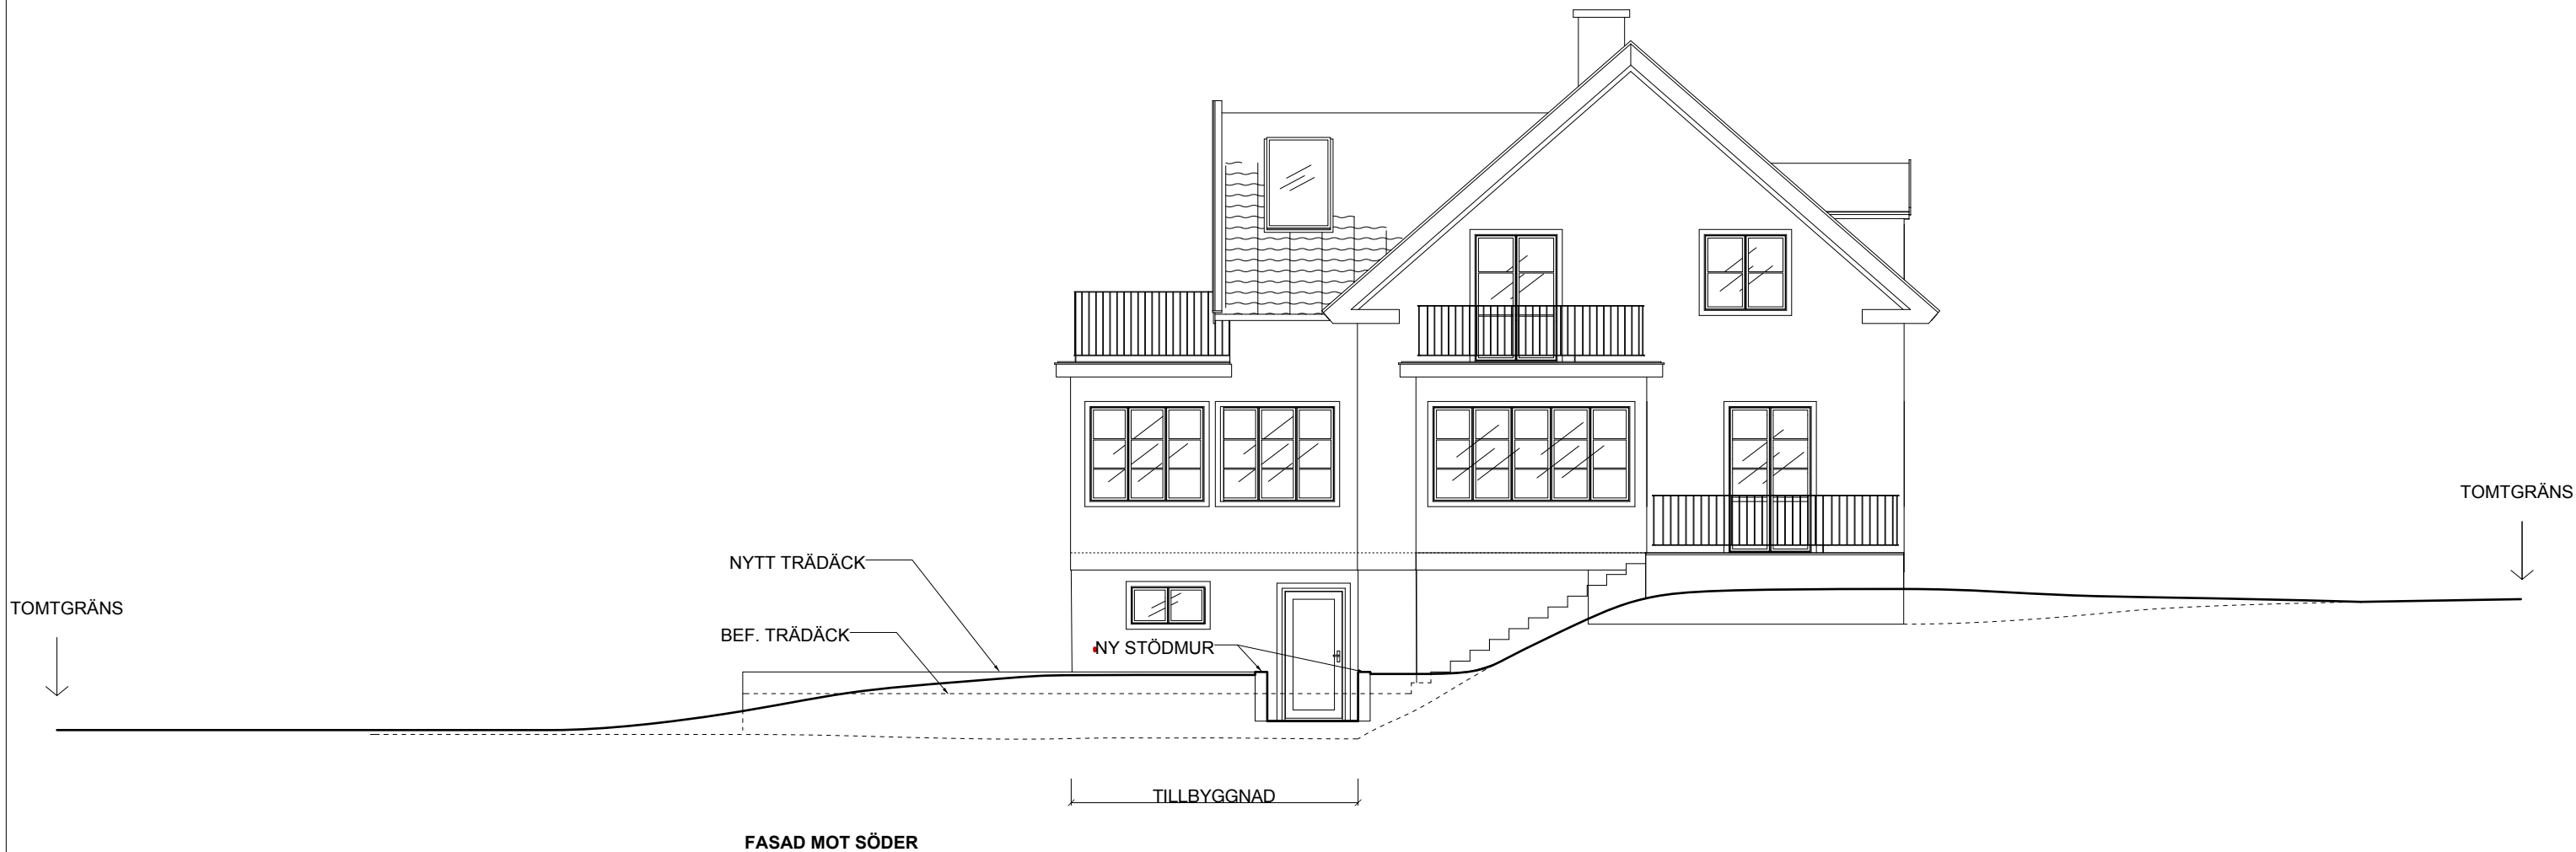 TOMTGRÄNS
NYTT TRÄDÄCK
TOMTGRÄNS
BEF. TRÄDÄCK
NY STÖDMUR
TILLBYGGNAD
FASAD MOT SÖDER